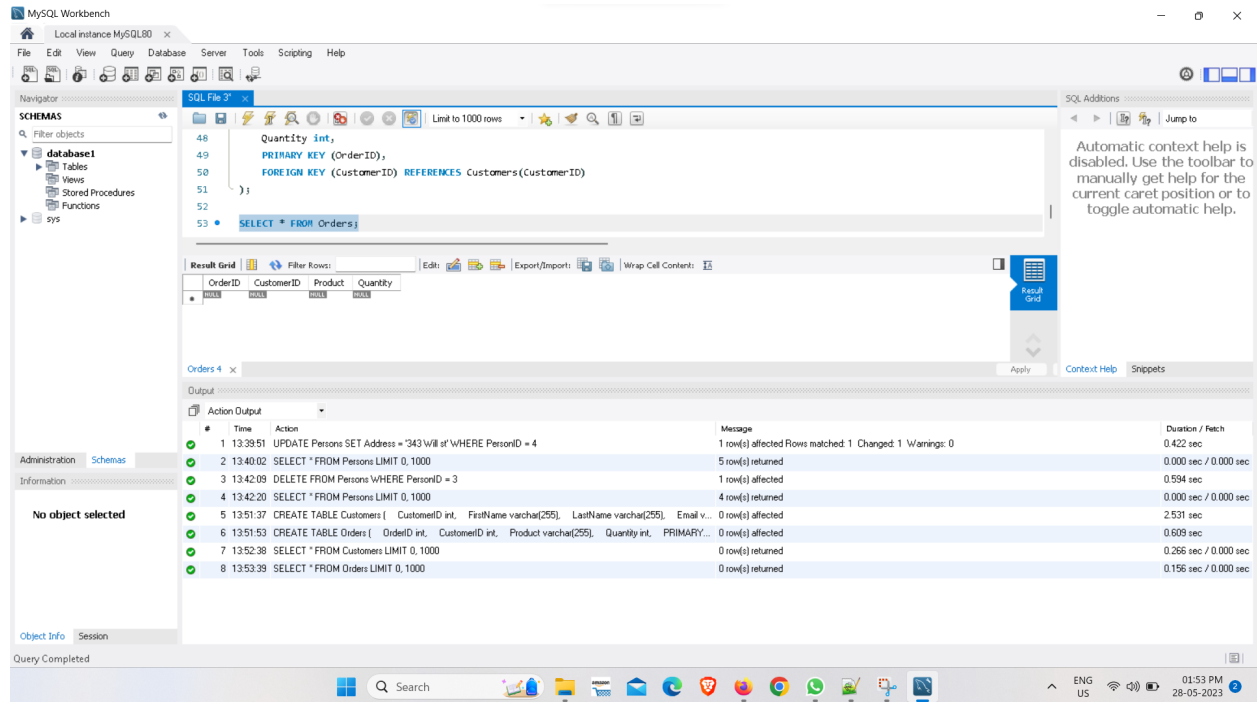 MySQL Workbench
Local instance MySQL80 ×
File Edit View Query Database Server Tools Scripting Help
Navigator
SCHEMAS
Filter objects
database1
Tables
Views
Stored Procedures
Functions
sys
Administration Schemas
Information
No object selected
Object Info Session
SQL File 3* ×
Limit to 1000 rows
48 Quantity int,
49 PRIMARY KEY (OrderID),
50 FOREIGN KEY (CustomerID) REFERENCES Customers(CustomerID)
51 );
52
53 SELECT * FROM Orders;
Result Grid Filter Rows: Edit: Export/Import: Wrap Cell Content:
OrderID CustomerID Product Quantity
NULL NULL NULL NULL
Result
Grid
Orders 4 × Apply
SQL Additions
Jump to
Automatic context help is
disabled. Use the toolbar to
manually get help for the
current caret position or to
toggle automatic help.
Context Help Snippets
Output
Action Output
# Time Action Message Duration / Fetch
1 13:39:51 UPDATE Persons SET Address = '343 Will st' WHERE PersonID = 4 1 row(s) affected Rows matched: 1 Changed: 1 Warnings: 0 0.422 sec
2 13:40:02 SELECT * FROM Persons LIMIT 0, 1000 5 row(s) returned 0.000 sec / 0.000 sec
3 13:42:09 DELETE FROM Persons WHERE PersonID = 3 1 row(s) affected 0.594 sec
4 13:42:20 SELECT * FROM Persons LIMIT 0, 1000 4 row(s) returned 0.000 sec / 0.000 sec
5 13:51:37 CREATE TABLE Customers ( CustomerID int, FirstName varchar(255), LastName varchar(255), Email v... 0 row(s) affected 2.531 sec
6 13:51:53 CREATE TABLE Orders ( OrderID int, CustomerID int, Product varchar(255), Quantity int, PRIMARY... 0 row(s) affected 0.609 sec
7 13:52:38 SELECT * FROM Customers LIMIT 0, 1000 0 row(s) returned 0.266 sec / 0.000 sec
8 13:53:39 SELECT * FROM Orders LIMIT 0, 1000 0 row(s) returned 0.156 sec / 0.000 sec
Query Completed
Search
amazon
ENG
US
01:53 PM
28-05-2023
2